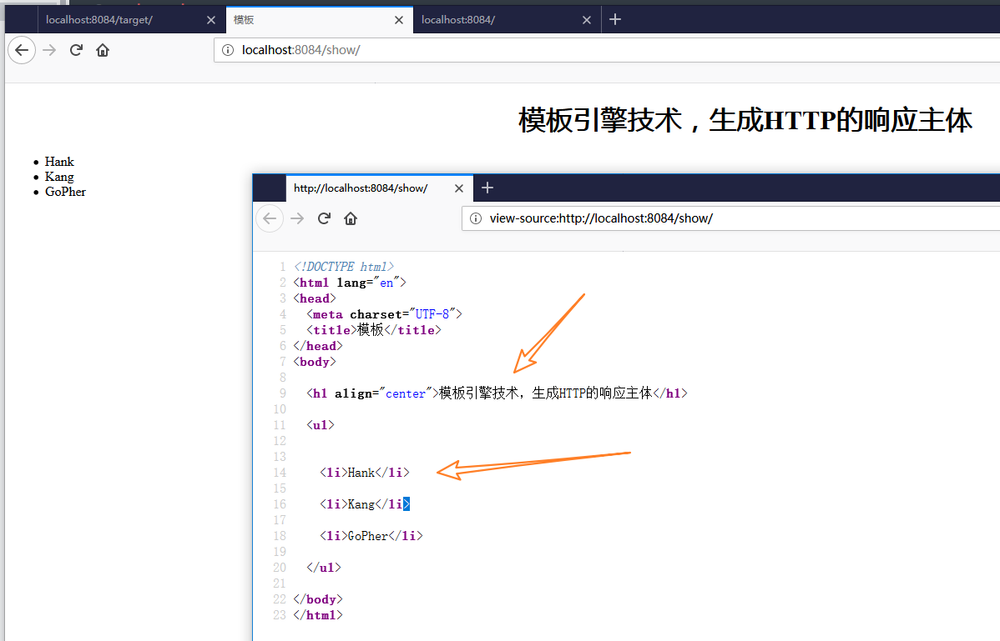 localhost:8084/target/
模板
localhost:8084/
localhost:8084/show/
模板引擎技术，生成HTTP的响应主体
Hank
Kang
GoPher
http://localhost:8084/show/
view-source:http://localhost:8084/show/
1 <!DOCTYPE html>
2 <html lang="en">
3 <head>
4 <meta charset="UTF-8">
5 <title>模板</title>
6 </head>
7 <body>
8
9 <h1 align="center">模板引擎技术，生成HTTP的响应主体</h1>
10
11 <ul>
12
13
14 <li>Hank</li>
15
16 <li>Kang</li>
17
18 <li>GoPher</li>
19
20 </ul>
21
22 </body>
23 </html>